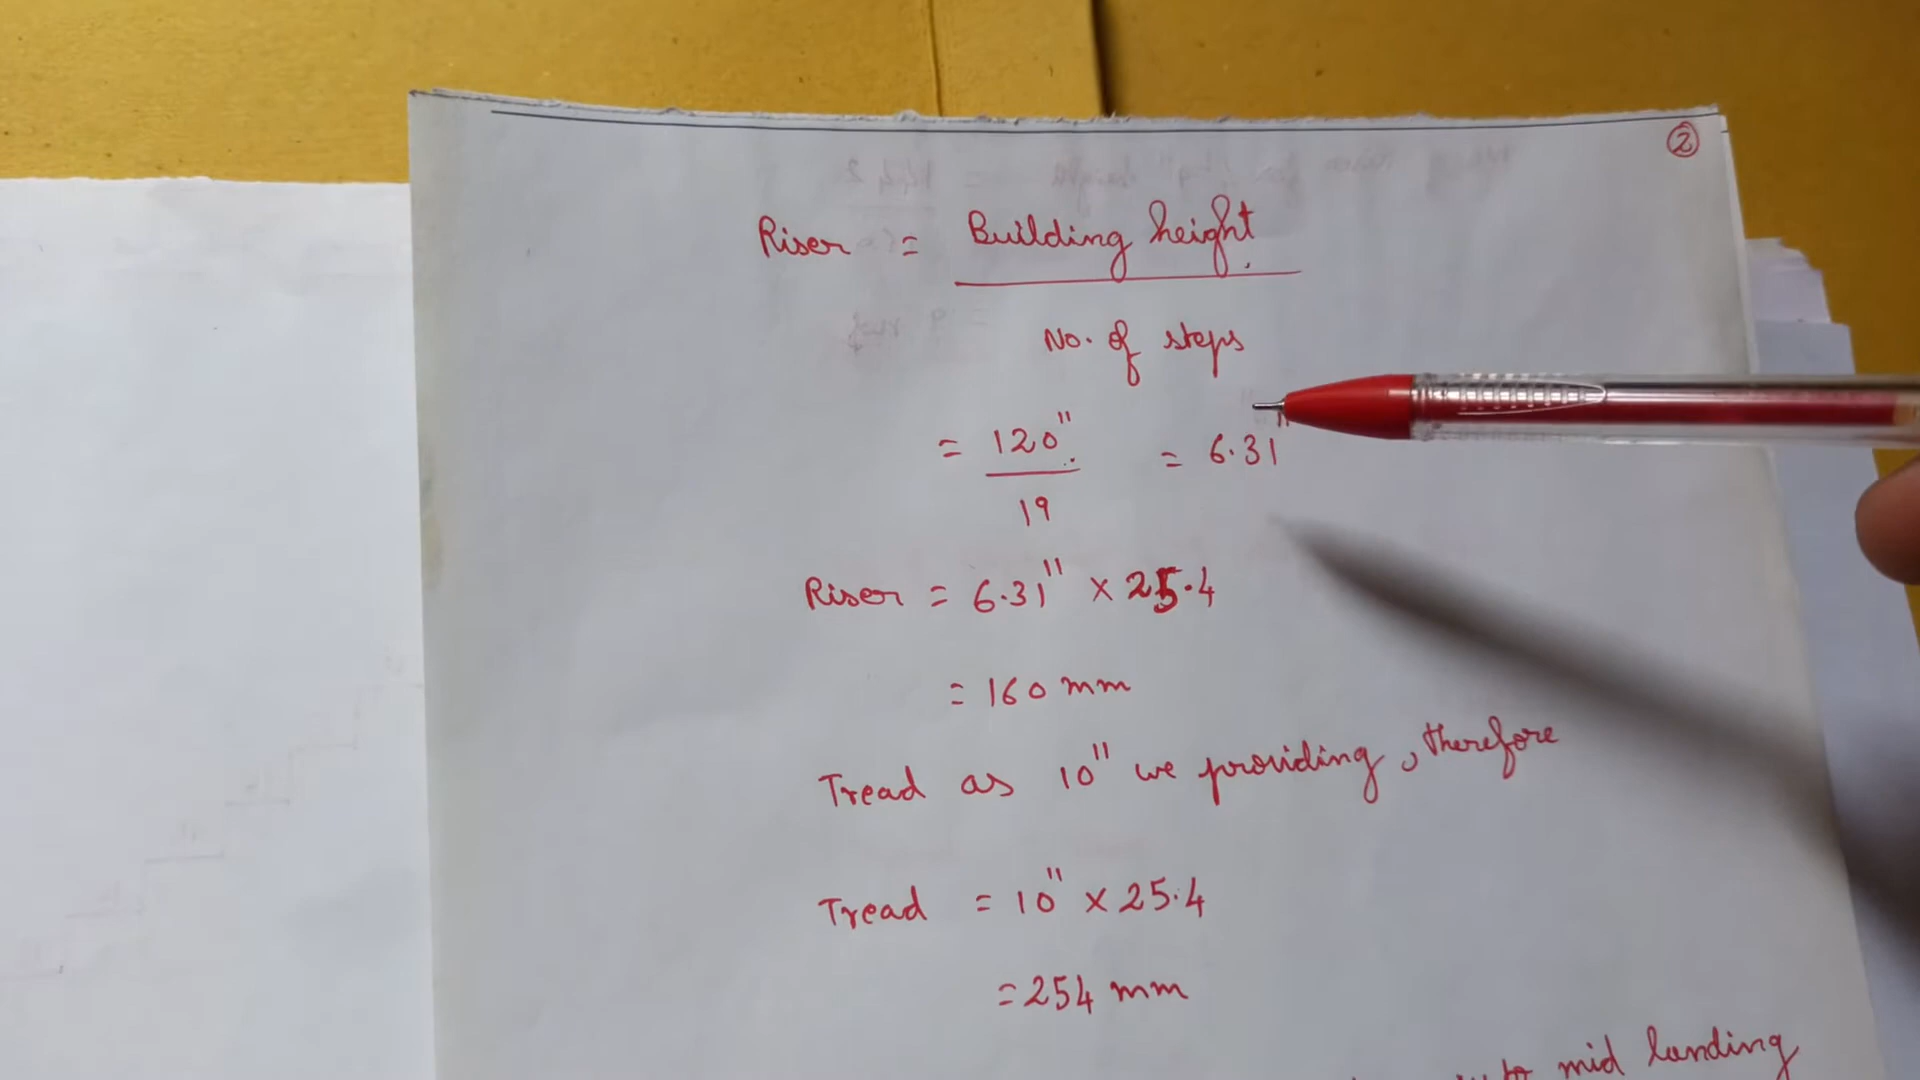 ②
Riser = Building height
No. of steps
= 120" = 6.31"
19
Riser = 6.31" × 25.4
= 160 mm
Tread as 10" we providing, therefore
Tread = 10" × 25.4
= 254 mm
to mid landing